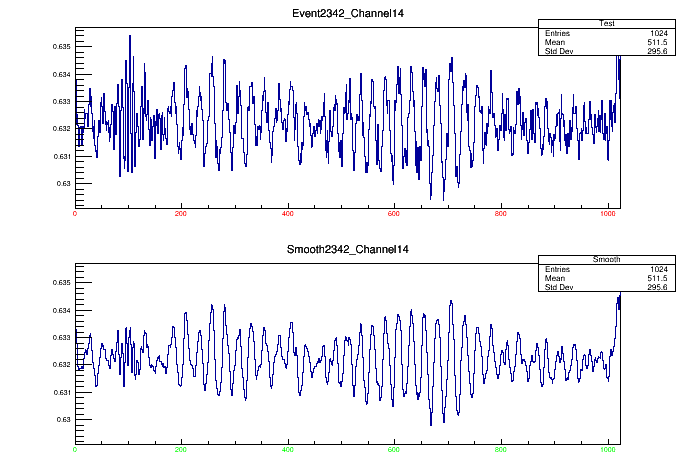 Event2342_Channel14
Test
Entries 1024
Mean 511.5
Std Dev 295.6
0.635
0.634
0.633
0.632
0.631
0.63
0 200 400 600 800 1000
Smooth2342_Channel14
Smooth
Entries 1024
Mean 511.5
Std Dev 295.6
0.635
0.634
0.633
0.632
0.631
0.63
0 200 400 600 800 1000